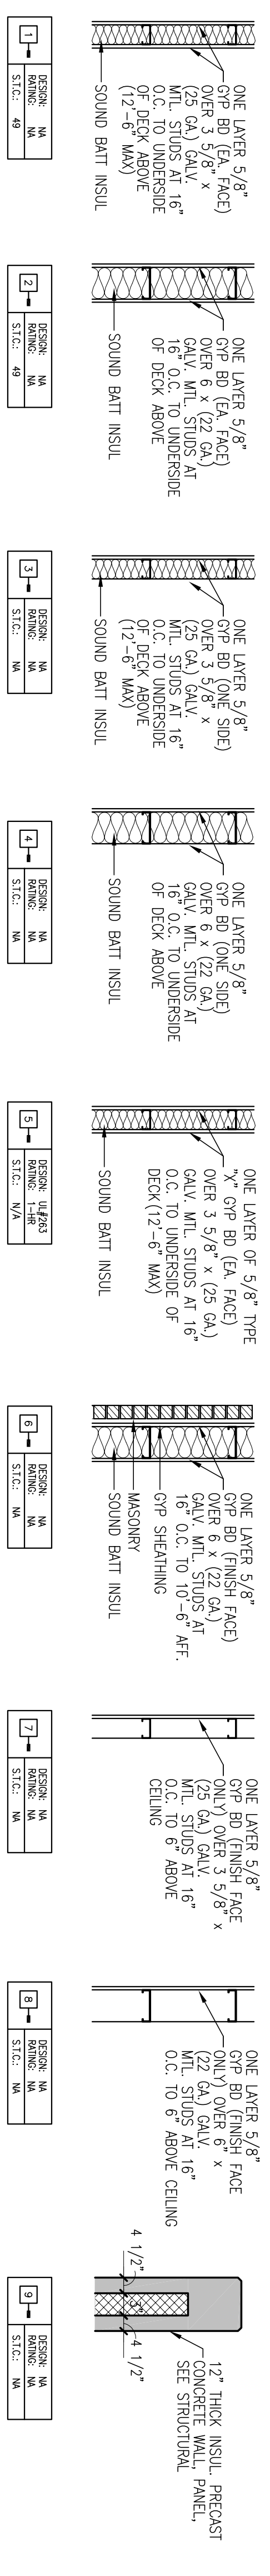 ONE LAYER 5/8"
GYP BD (EA. FACE)
OVER 3 5/8" x
(25 GA.) GALV.
MTL. STUDS AT 16"
O.C. TO UNDERSIDE
OF DECK ABOVE
(12'-6" MAX)
SOUND BATT INSUL
1
DESIGN: NA
RATING: NA
S.T.C.: 49
ONE LAYER 5/8"
GYP BD (EA. FACE)
OVER 6 x (22 GA.)
GALV. MTL. STUDS AT
16" O.C. TO UNDERSIDE
OF DECK ABOVE
SOUND BATT INSUL
2
DESIGN: NA
RATING: NA
S.T.C.: 49
ONE LAYER 5/8"
GYP BD (ONE SIDE)
OVER 3 5/8" x
(25 GA.) GALV.
MTL. STUDS AT 16"
O.C. TO UNDERSIDE
OF DECK ABOVE
(12'-6" MAX)
SOUND BATT INSUL
3
DESIGN: NA
RATING: NA
S.T.C.: NA
ONE LAYER 5/8"
GYP BD (ONE SIDE)
OVER 6 x (22 GA.)
GALV. MTL. STUDS AT
16" O.C. TO UNDERSIDE
OF DECK ABOVE
SOUND BATT INSUL
4
DESIGN: NA
RATING: NA
S.T.C.: NA
ONE LAYER OF 5/8" TYPE
"X" GYP BD (EA. FACE)
OVER 3 5/8" x (25 GA.)
GALV. MTL. STUDS AT 16"
O.C. TO UNDERSIDE OF
DECK(12'-6" MAX)
SOUND BATT INSUL
5
DESIGN: UL#263
RATING: 1-HR
S.T.C.: N/A
ONE LAYER 5/8"
GYP BD (FINISH FACE)
OVER 6 x (22 GA.)
GALV. MTL. STUDS AT
16" O.C. TO 10'-6" AFF.
GYP SHEATHING
MASONRY
SOUND BATT INSUL
6
DESIGN: NA
RATING: NA
S.T.C.: NA
ONE LAYER 5/8"
GYP BD (FINISH FACE
ONLY) OVER 3 5/8" x
(25 GA.) GALV.
MTL. STUDS AT 16"
O.C. TO 6" ABOVE
CEILING
7
DESIGN: NA
RATING: NA
S.T.C.: NA
ONE LAYER 5/8"
GYP BD (FINISH FACE
ONLY) OVER 6" x
(22 GA.) GALV.
MTL. STUDS AT 16"
O.C. TO 6" ABOVE CEILING
8
DESIGN: NA
RATING: NA
S.T.C.: NA
12" THICK INSUL. PRECAST
CONCRETE WALL, PANEL,
SEE STRUCTURAL
4 1/2"
3"
4 1/2"
9
DESIGN: NA
RATING: NA
S.T.C.: NA